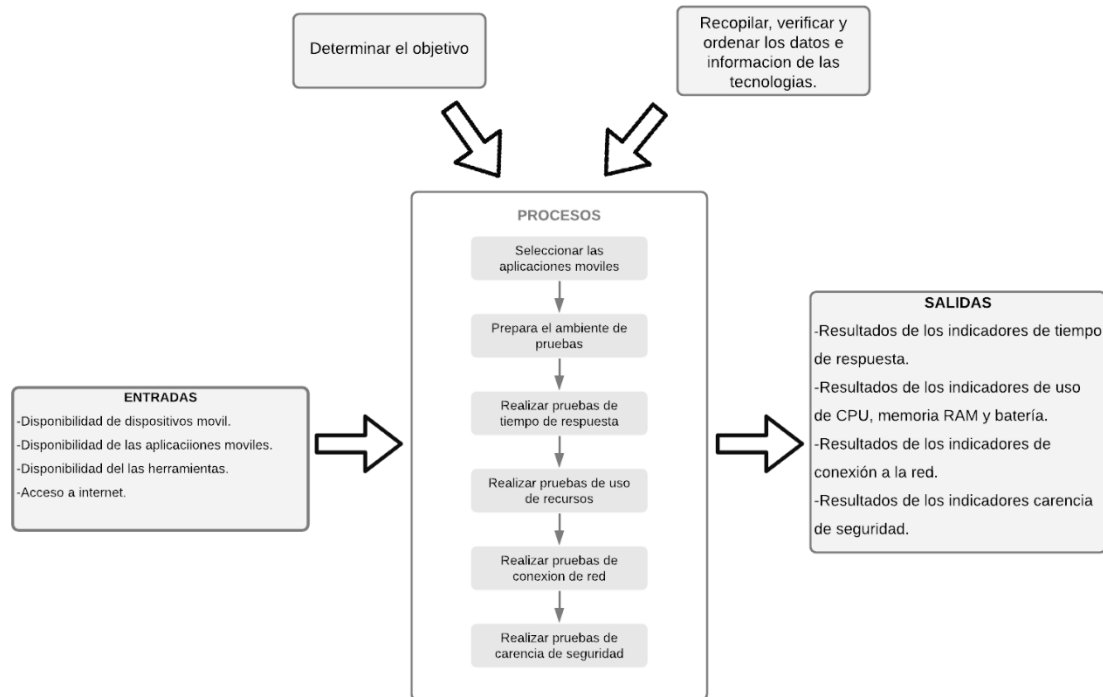 Determinar el objetivo
Recopilar, verificar y
ordenar los datos e
informacion de las
tecnologias.
PROCESOS
Seleccionar las
aplicaciones moviles
Prepara el ambiente de
pruebas
Realizar pruebas de
tiempo de respuesta
Realizar pruebas de uso
de recursos
Realizar pruebas de
conexion de red
Realizar pruebas de
carencia de seguridad
ENTRADAS
-Disponibilidad de dispositivos movil.
-Disponibilidad de las aplicaciiones moviles.
-Disponibilidad del las herramientas.
-Acceso a internet.
SALIDAS
-Resultados de los indicadores de tiempo
de respuesta.
-Resultados de los indicadores de uso
de CPU, memoria RAM y batería.
-Resultados de los indicadores de
conexión a la red.
-Resultados de los indicadores carencia
de seguridad.